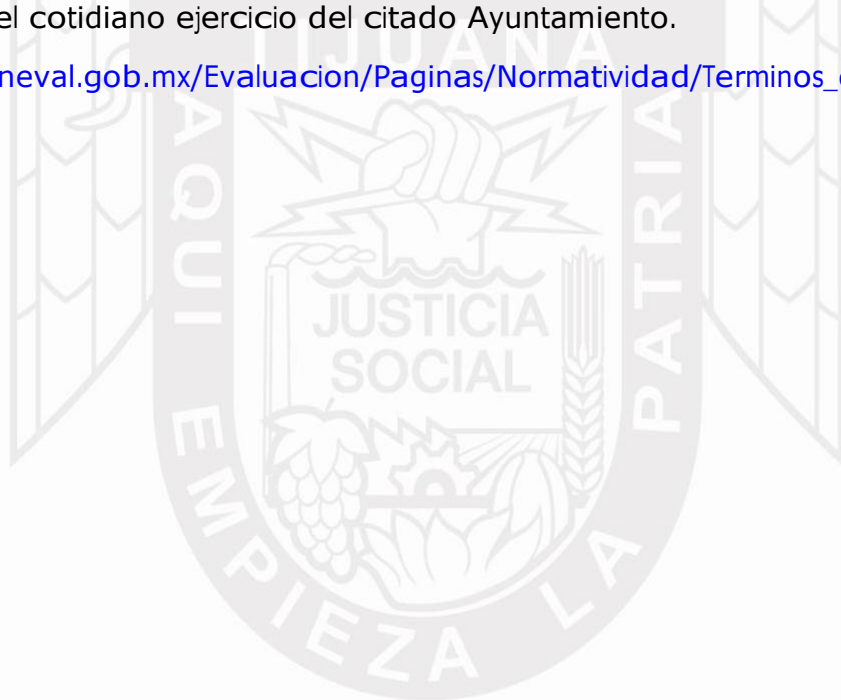 el cotidiano ejercicio del citado Ayuntamiento.
TIJUANA
neval.gob.mx/Evaluacion/Paginas/Normatividad/Terminos_
AQUI EMPIEZA LA PATRIA
JUSTICIA
SOCIAL